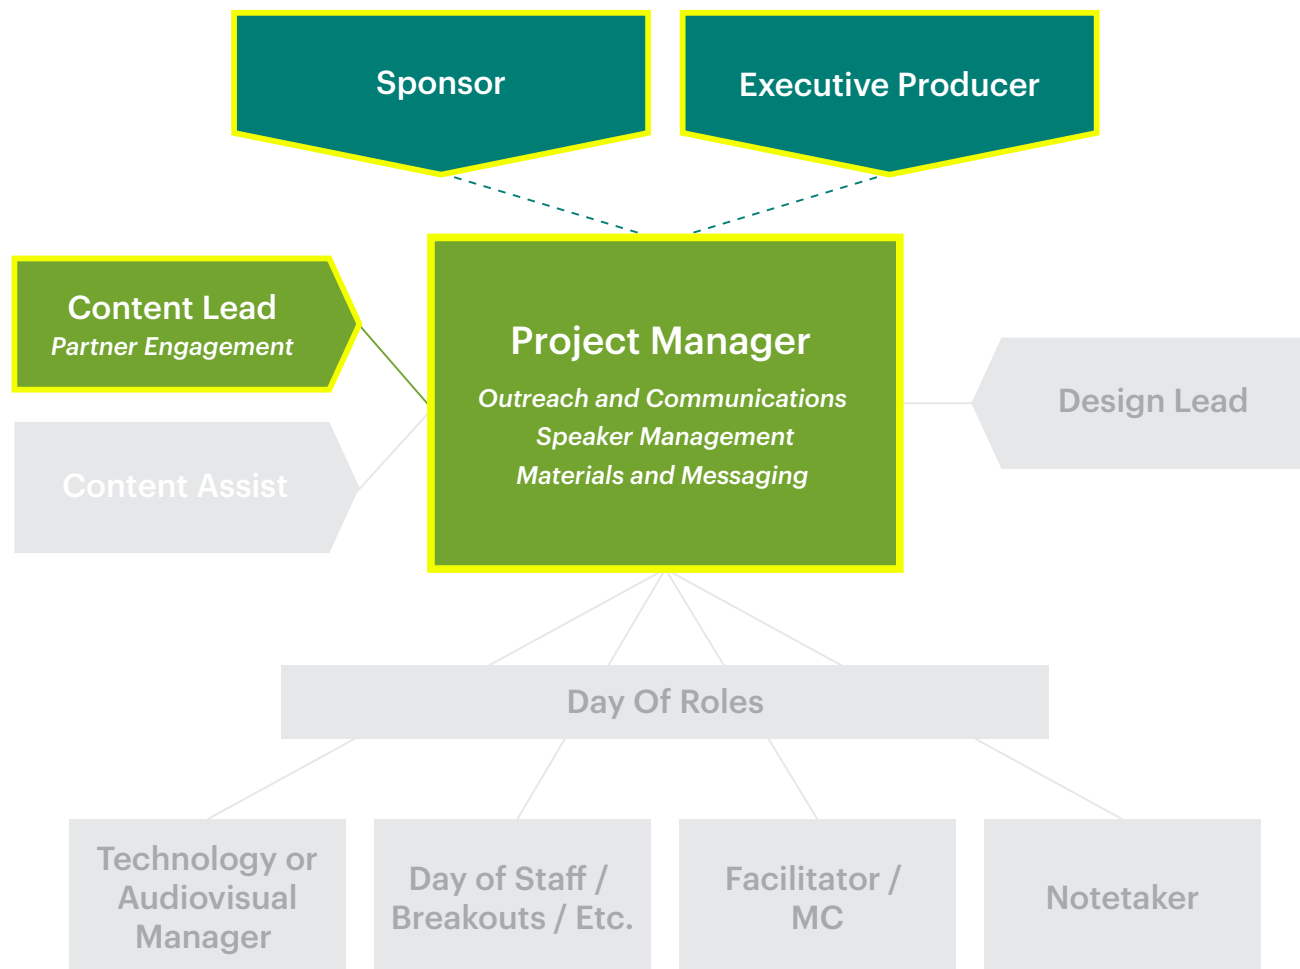 Sponsor
Executive Producer
Content Lead
Partner Engagement
Project Manager
Outreach and Communications
Speaker Management
Materials and Messaging
Design Lead
Content Assist
Day Of Roles
Technology or
Audiovisual
Manager
Day of Staff /
Breakouts / Etc.
Facilitator /
MC
Notetaker